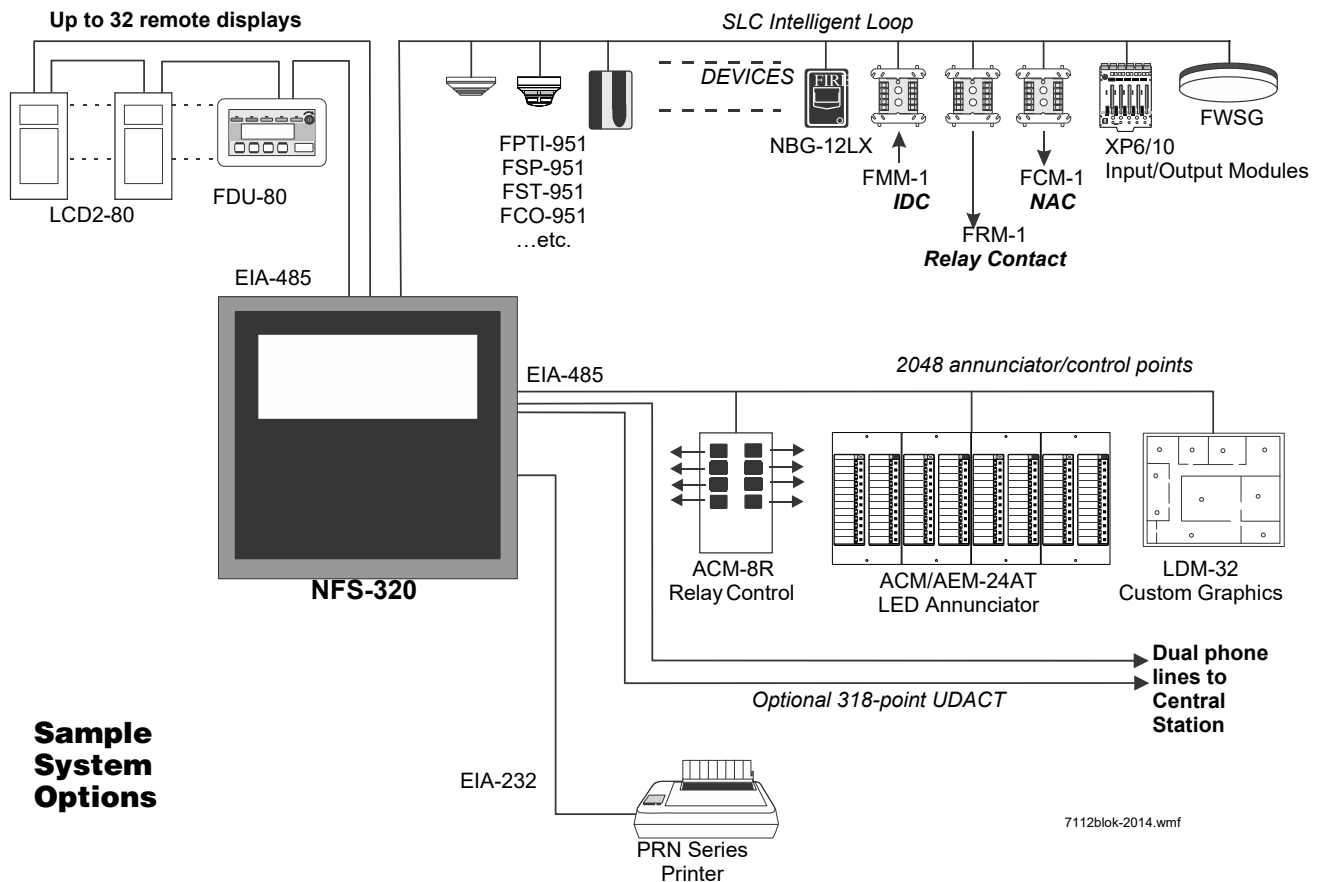 Up to 32 remote displays
SLC Intelligent Loop
DEVICES
FIRE
NBG-12LX
FWSG
XP6/10
Input/Output Modules
FPTI-951
FSP-951
FST-951
FCO-951
…etc.
FMM-1
IDC
FCM-1
NAC
FRM-1
Relay Contact
FDU-80
LCD2-80
EIA-485
EIA-485
2048 annunciator/control points
NFS-320
ACM-8R
Relay Control
ACM/AEM-24AT
LED Annunciator
LDM-32
Custom Graphics
Dual phone
lines to
Central
Station
Optional 318-point UDACT
Sample
System
Options
EIA-232
PRN Series
Printer
7112blok-2014.wmf